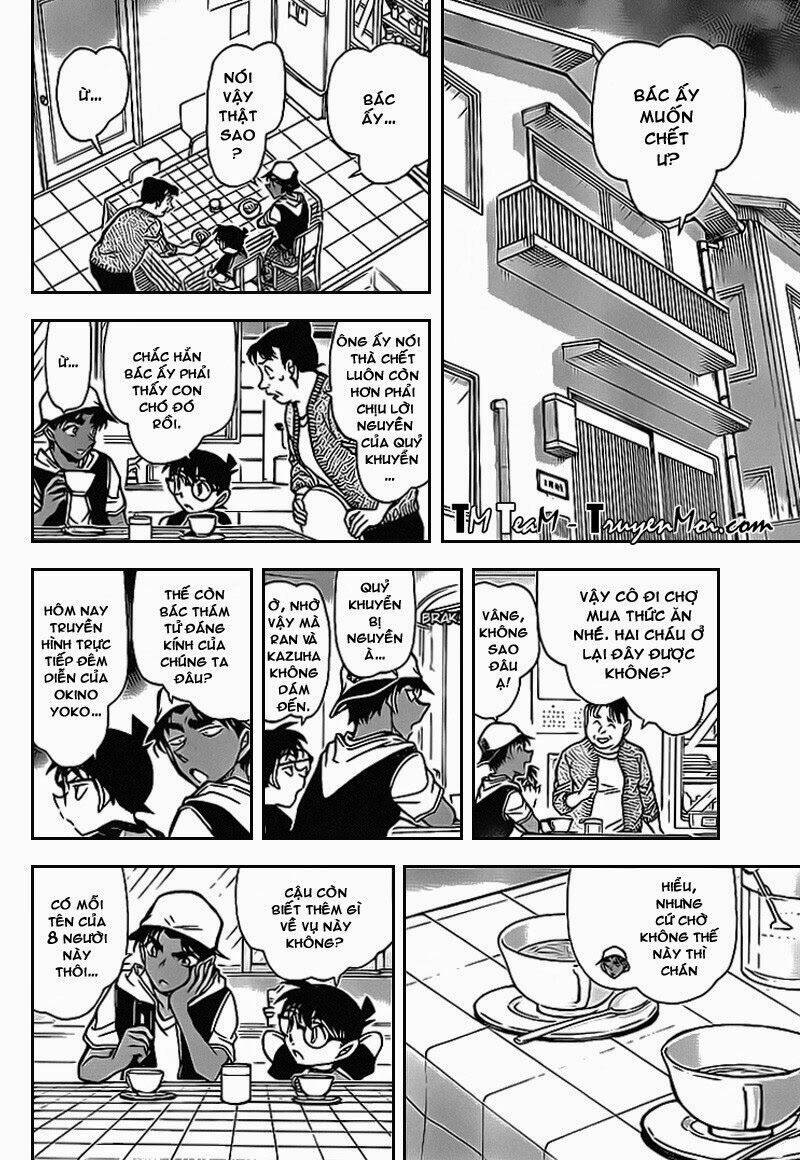 BÁC ẤY
MUỐN
CHẾT
Ư?
BÁC
ẤY...
NÓI
VẬY
THẬT
SAO
?
Ừ...
TM TEAM - TRUYENMOI.COM
ÔNG ẤY NÓI
THÀ CHẾT
LUÔN CÒN
HƠN PHẢI
CHỊU LỜI
NGUYỀN
CỦA QUỶ
KHUYỂN
...
CHẮC HẲN
BÁC ẤY PHẢI
THẤY CON
CHÓ ĐÓ
RỒI.
Ừ...
VẬY CÔ ĐI CHỢ
MUA THỨC ĂN
NHÉ. HAI CHÁU Ở
LẠI ĐÂY ĐƯỢC
KHÔNG?
VÂNG,
KHÔNG
SAO
ĐÂU
Ạ!
QUỶ
KHUYỂN
BỊ
NGUYỀN
À...
Ờ, NHỜ
VẬY MÀ
RAN VÀ
KAZUHA
KHÔNG
DÁM
ĐẾN.
THẾ CÒN
BÁC THÁM
TỬ ĐÁNG
KÍNH CỦA
CHÚNG TA
ĐÂU?
HÔM NAY
TRUYỀN
HÌNH TRỰC
TIẾP ĐÊM
DIỄN CỦA
OKINO
YOKO...
HIỂU,
NHƯNG
CỨ CHỜ
KHÔNG THẾ
NÀY THÌ
CHÁN
CẬU CÒN
BIẾT THÊM GÌ
VỀ VỤ NÀY
KHÔNG?
CÓ MỖI
TÊN CỦA
8 NGƯỜI
NÀY
THÔI...